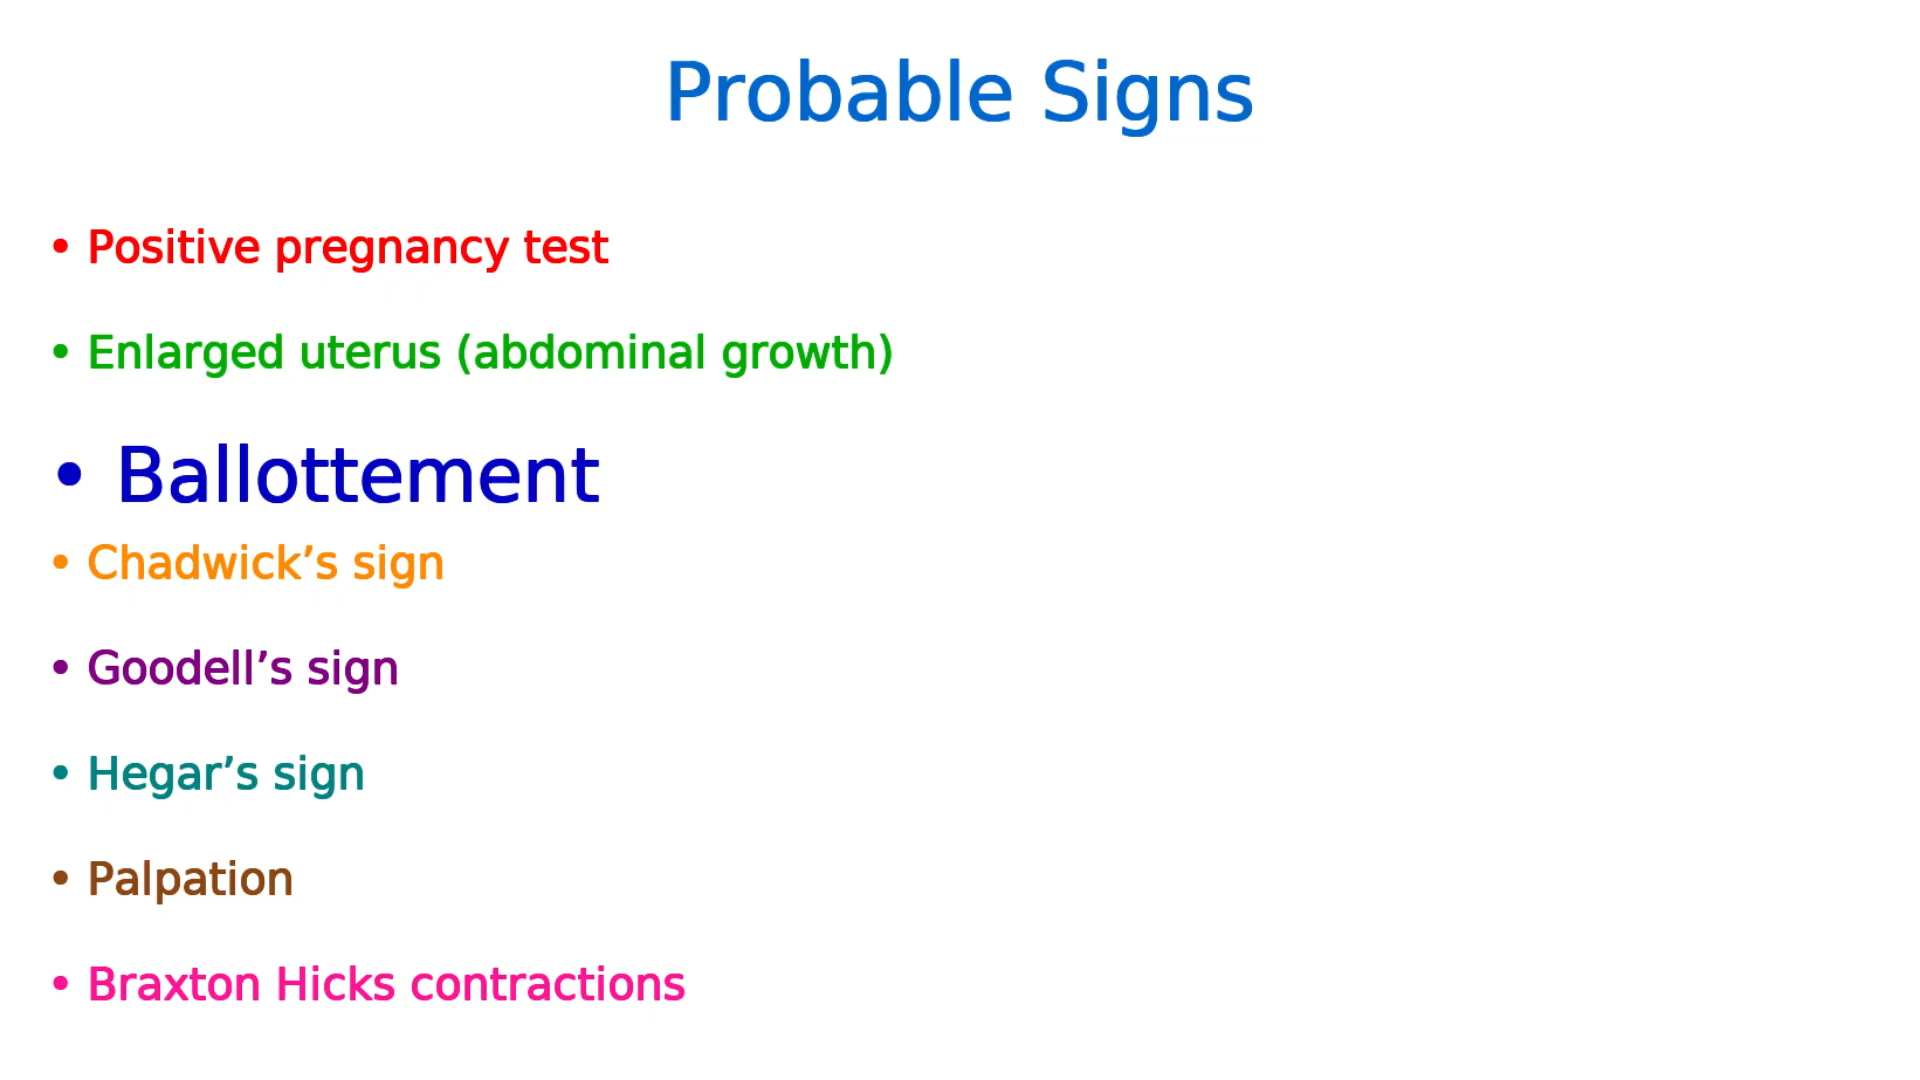 Probable Signs
• Positive pregnancy test
• Enlarged uterus (abdominal growth)
• Ballottement
• Chadwick’s sign
• Goodell’s sign
• Hegar’s sign
• Palpation
• Braxton Hicks contractions